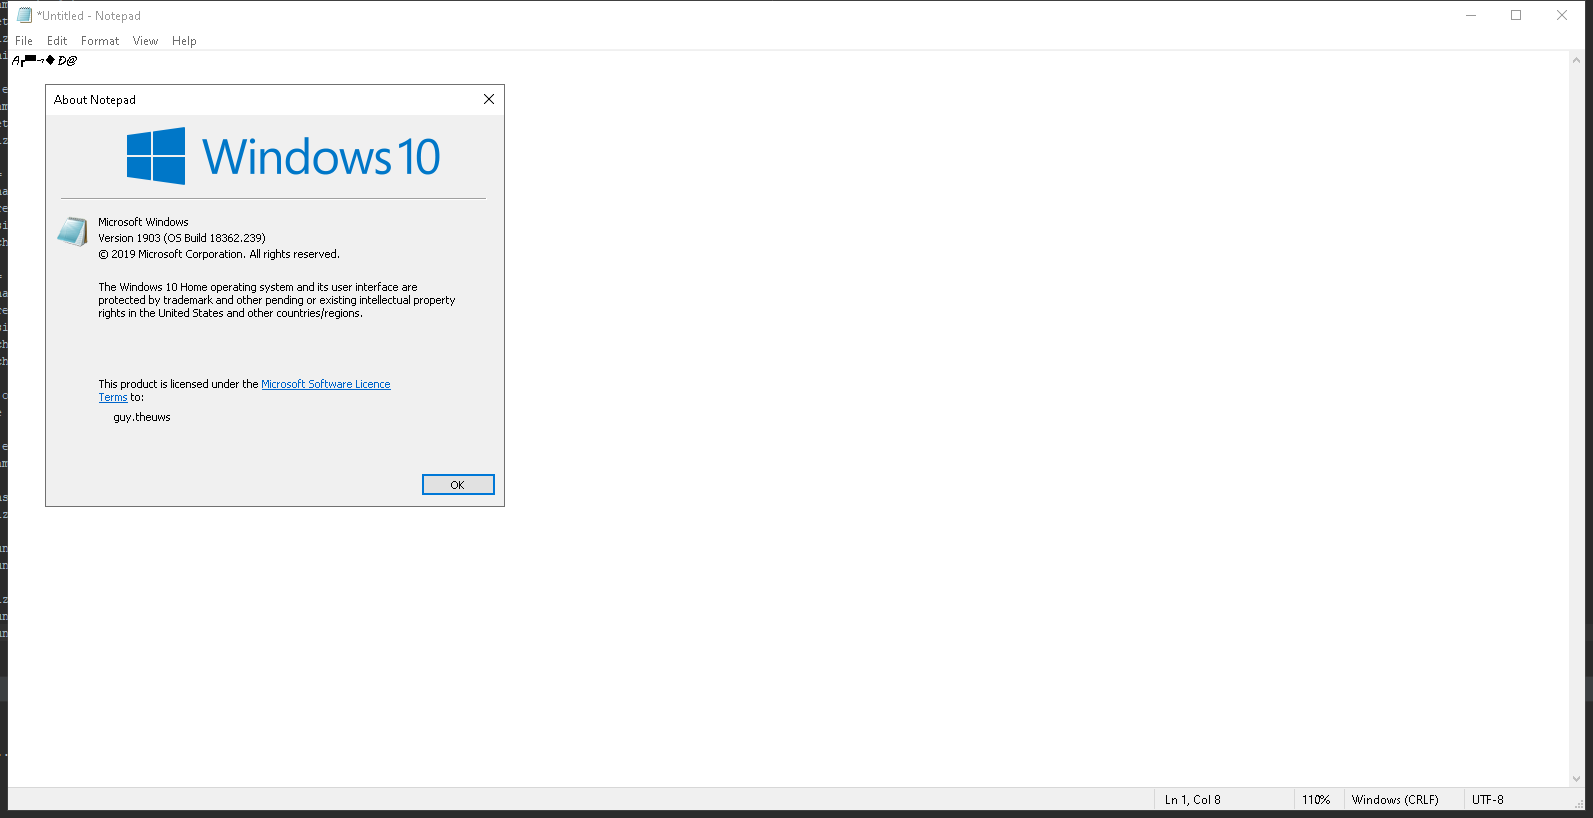 *Untitled - Notepad
File Edit Format View Help
About Notepad
Windows 10
Microsoft Windows
Version 1903 (OS Build 18362.239)
© 2019 Microsoft Corporation. All rights reserved.
The Windows 10 Home operating system and its user interface are
protected by trademark and other pending or existing intellectual property
rights in the United States and other countries/regions.
This product is licensed under the Microsoft Software Licence
Terms to:
guy.theuws
OK
Ln 1, Col 8 110% Windows (CRLF) UTF-8